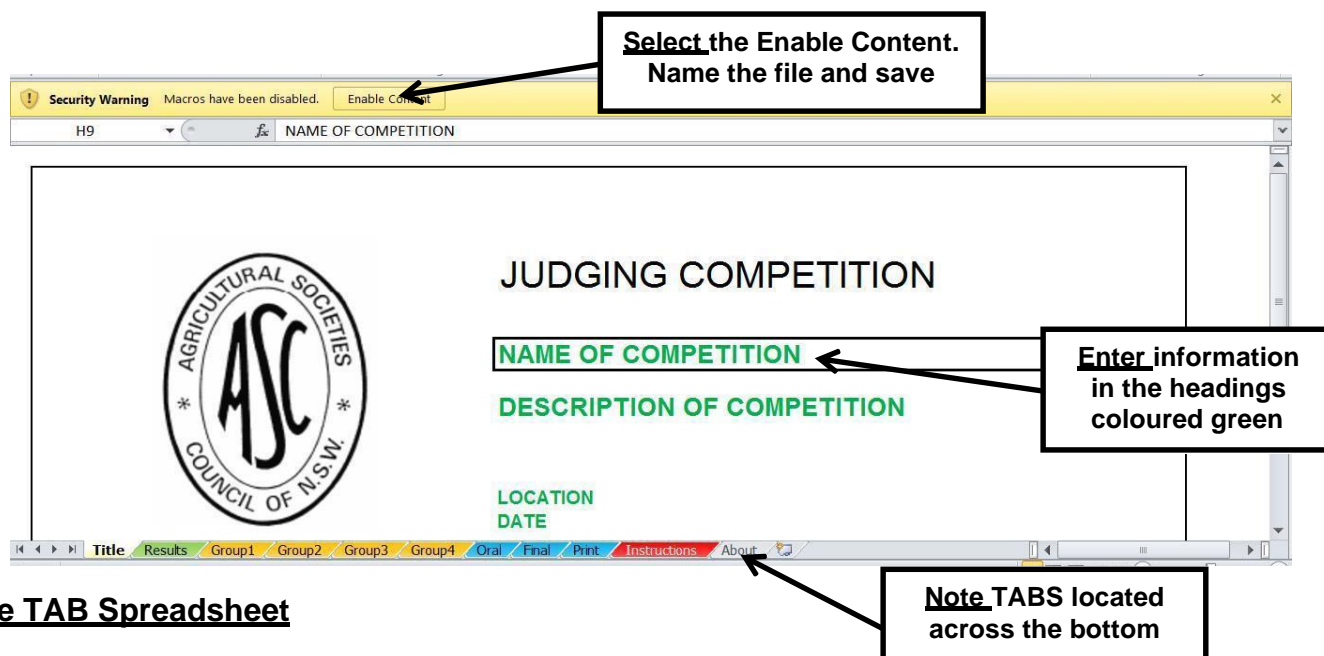 Select the Enable Content.
Name the file and save
Security Warning Macros have been disabled. Enable Content
H9 fx NAME OF COMPETITION
AGRICULTURAL SOCIETIES
* ASC *
COUNCIL OF N.S.W.
JUDGING COMPETITION
NAME OF COMPETITION
DESCRIPTION OF COMPETITION
LOCATION
DATE
Enter information
in the headings
coloured green
Title Results Group1 Group2 Group3 Group4 Oral Final Print Instructions About
Note TABS located
across the bottom
e TAB Spreadsheet